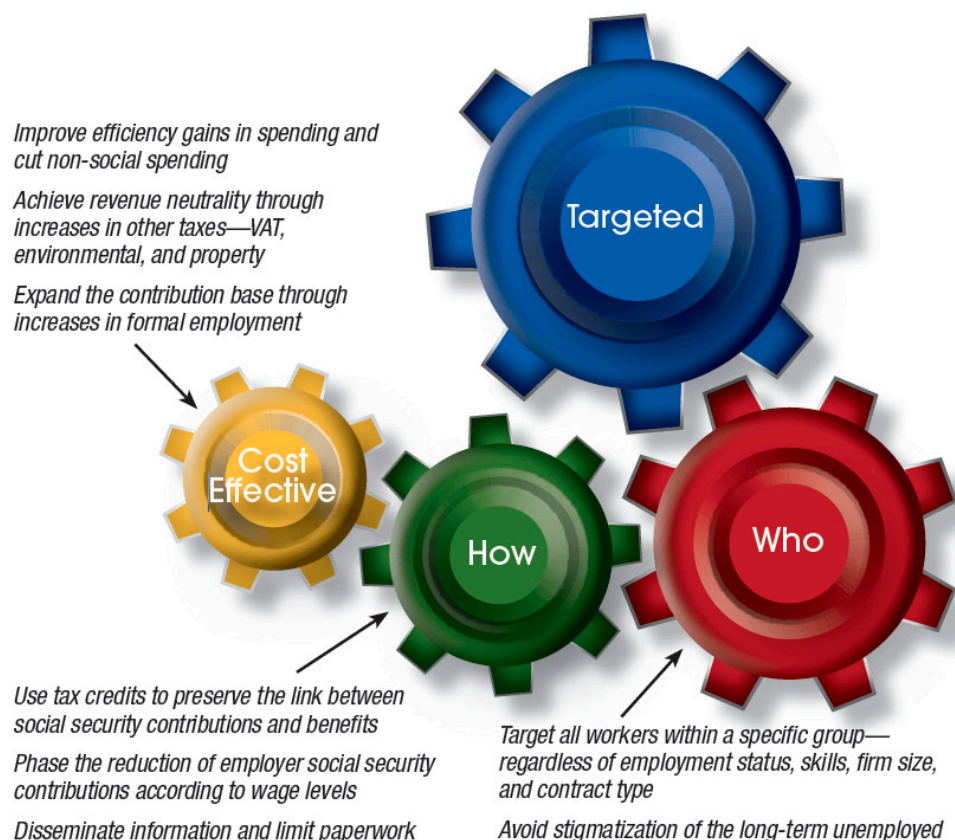 Improve efficiency gains in spending and
cut non-social spending
Achieve revenue neutrality through
increases in other taxes—VAT,
environmental, and property
Expand the contribution base through
increases in formal employment
Targeted
Cost
Effective
How
Who
Use tax credits to preserve the link between
social security contributions and benefits
Phase the reduction of employer social security
contributions according to wage levels
Disseminate information and limit paperwork
Target all workers within a specific group—
regardless of employment status, skills, firm size,
and contract type
Avoid stigmatization of the long-term unemployed